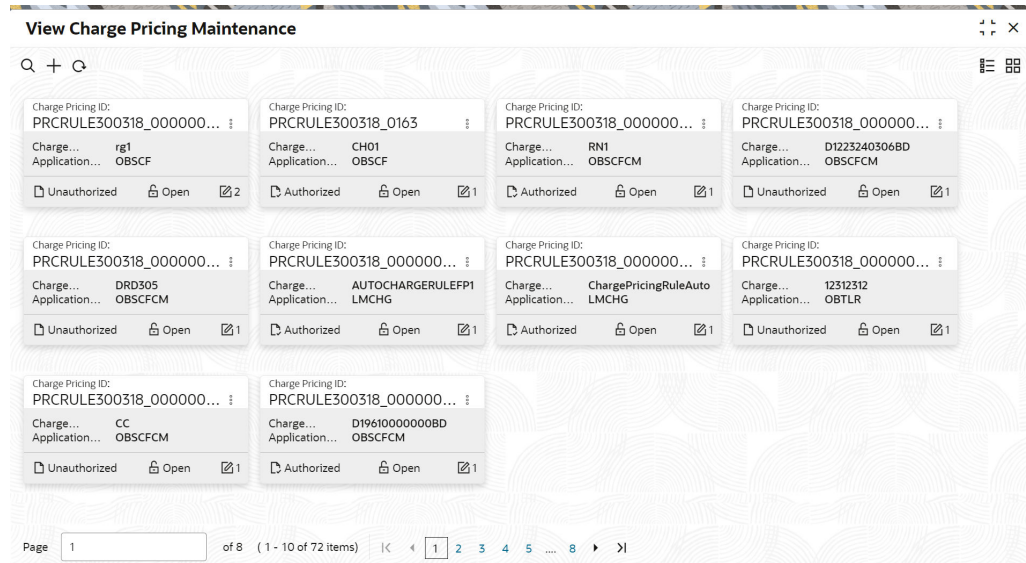 View Charge Pricing Maintenance
Charge Pricing ID: Charge Pricing ID: Charge Pricing ID: Charge Pricing ID:
PRCRULE300318_000000... PRCRULE300318_0163 PRCRULE300318_000000... PRCRULE300318_000000...
Charge... rg1 Charge... CH01 Charge... RN1 Charge... D1223240306BD
Application... OBSCF Application... OBSCF Application... OBSCFCM Application... OBSCFCM
Unauthorized Open 2 Authorized Open 1 Authorized Open 1 Unauthorized Open 1
Charge Pricing ID: Charge Pricing ID: Charge Pricing ID: Charge Pricing ID:
PRCRULE300318_000000... PRCRULE300318_000000... PRCRULE300318_000000... PRCRULE300318_000000...
Charge... DRD305 Charge... AUTOCHARGERULEFP1 Charge... ChargePricingRuleAuto Charge... 12312312
Application... OBSCFCM Application... LMCHG Application... LMCHG Application... OBTLR
Unauthorized Open 1 Authorized Open 1 Authorized Open 1 Unauthorized Open 1
Charge Pricing ID: Charge Pricing ID:
PRCRULE300318_000000... PRCRULE300318_000000...
Charge... CC Charge... D19610000000BD
Application... OBSCFCM Application... OBSCFCM
Unauthorized Open 1 Authorized Open 1
Page 1 of 8 (1 - 10 of 72 items) 1 2 3 4 5 .... 8